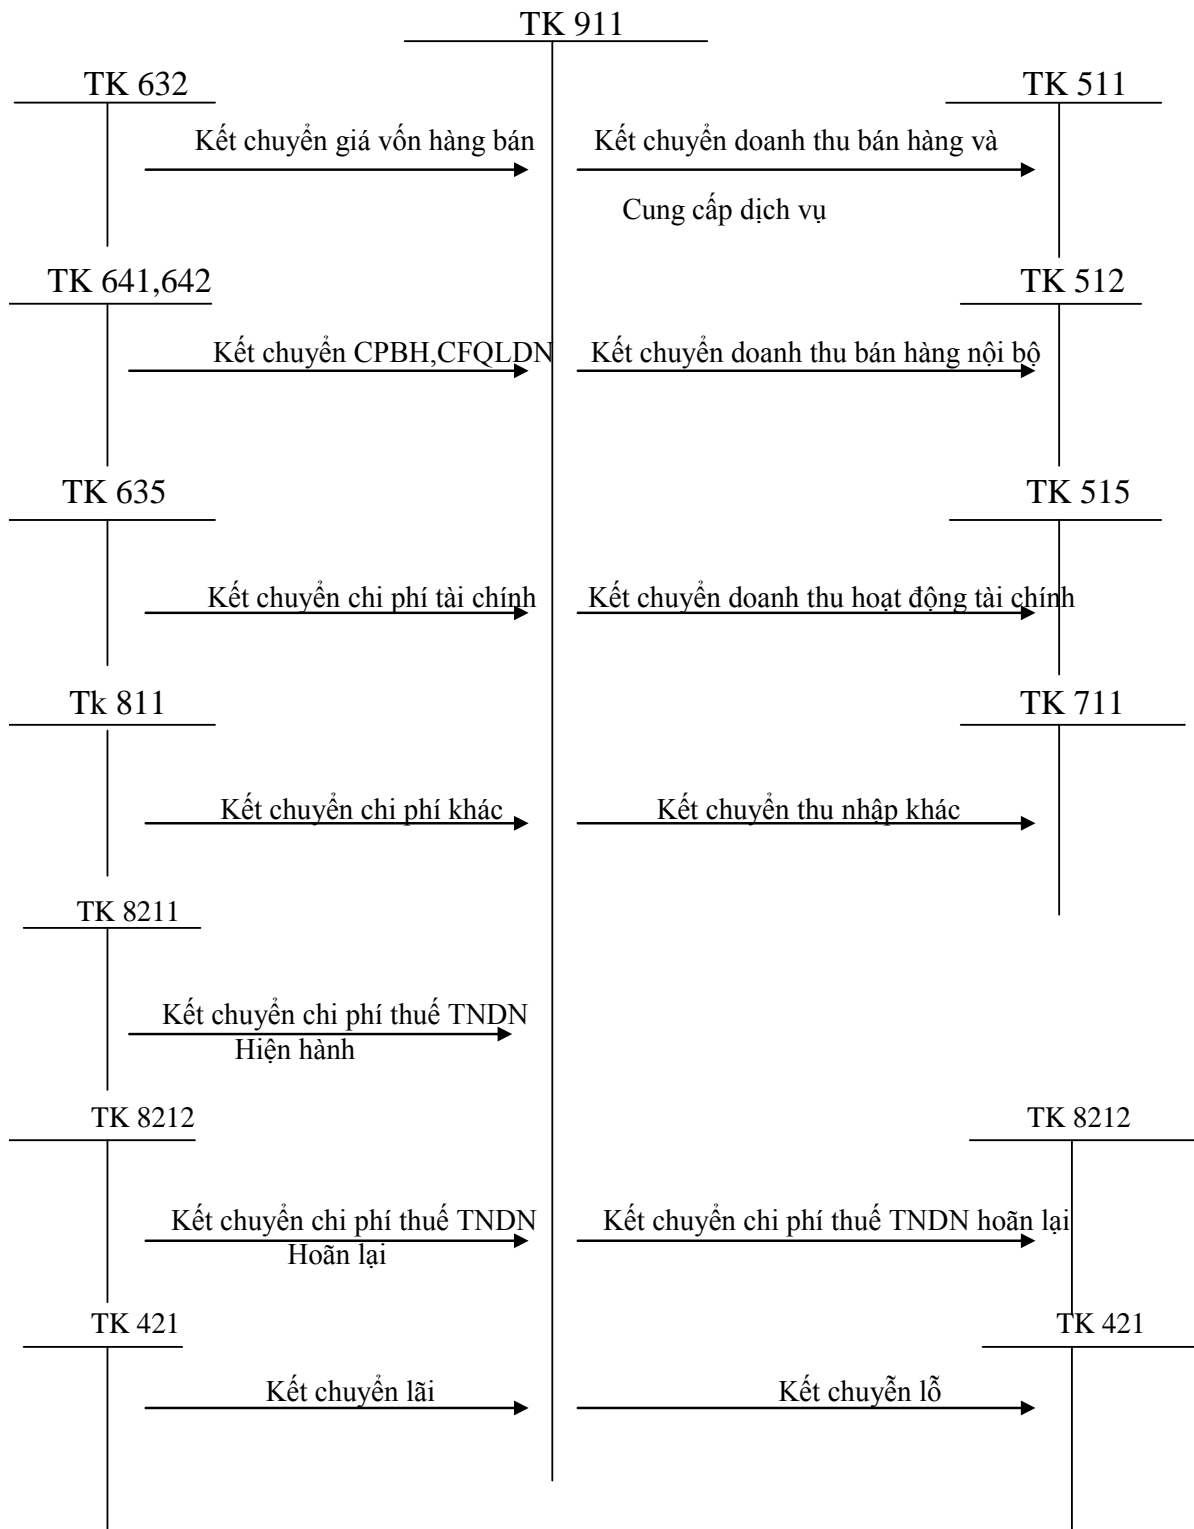 TK 911
TK 632
TK 511
Kết chuyển giá vốn hàng bán
Kết chuyển doanh thu bán hàng và
Cung cấp dịch vụ
TK 641,642
TK 512
Kết chuyển CPBH,CFQLDN
Kết chuyển doanh thu bán hàng nội bộ
TK 635
TK 515
Kết chuyển chi phí tài chính
Kết chuyển doanh thu hoạt động tài chính
Tk 811
TK 711
Kết chuyển chi phí khác
Kết chuyển thu nhập khác
TK 8211
Kết chuyển chi phí thuế TNDN
Hiện hành
TK 8212
TK 8212
Kết chuyển chi phí thuế TNDN
Hoãn lại
Kết chuyển chi phí thuế TNDN hoãn lại
TK 421
TK 421
Kết chuyển lãi
Kết chuyễn lỗ